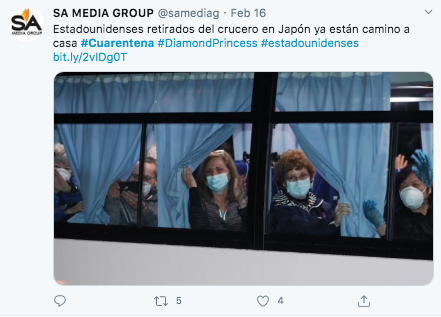 SA MEDIA GROUP @samediag · Feb 16
Estadounidenses retirados del crucero en Japón ya están camino a
casa #Cuarentena #DiamondPrincess #estadounidenses
bit.ly/2vIDg0T
SA
MEDIA GROUP
5 4